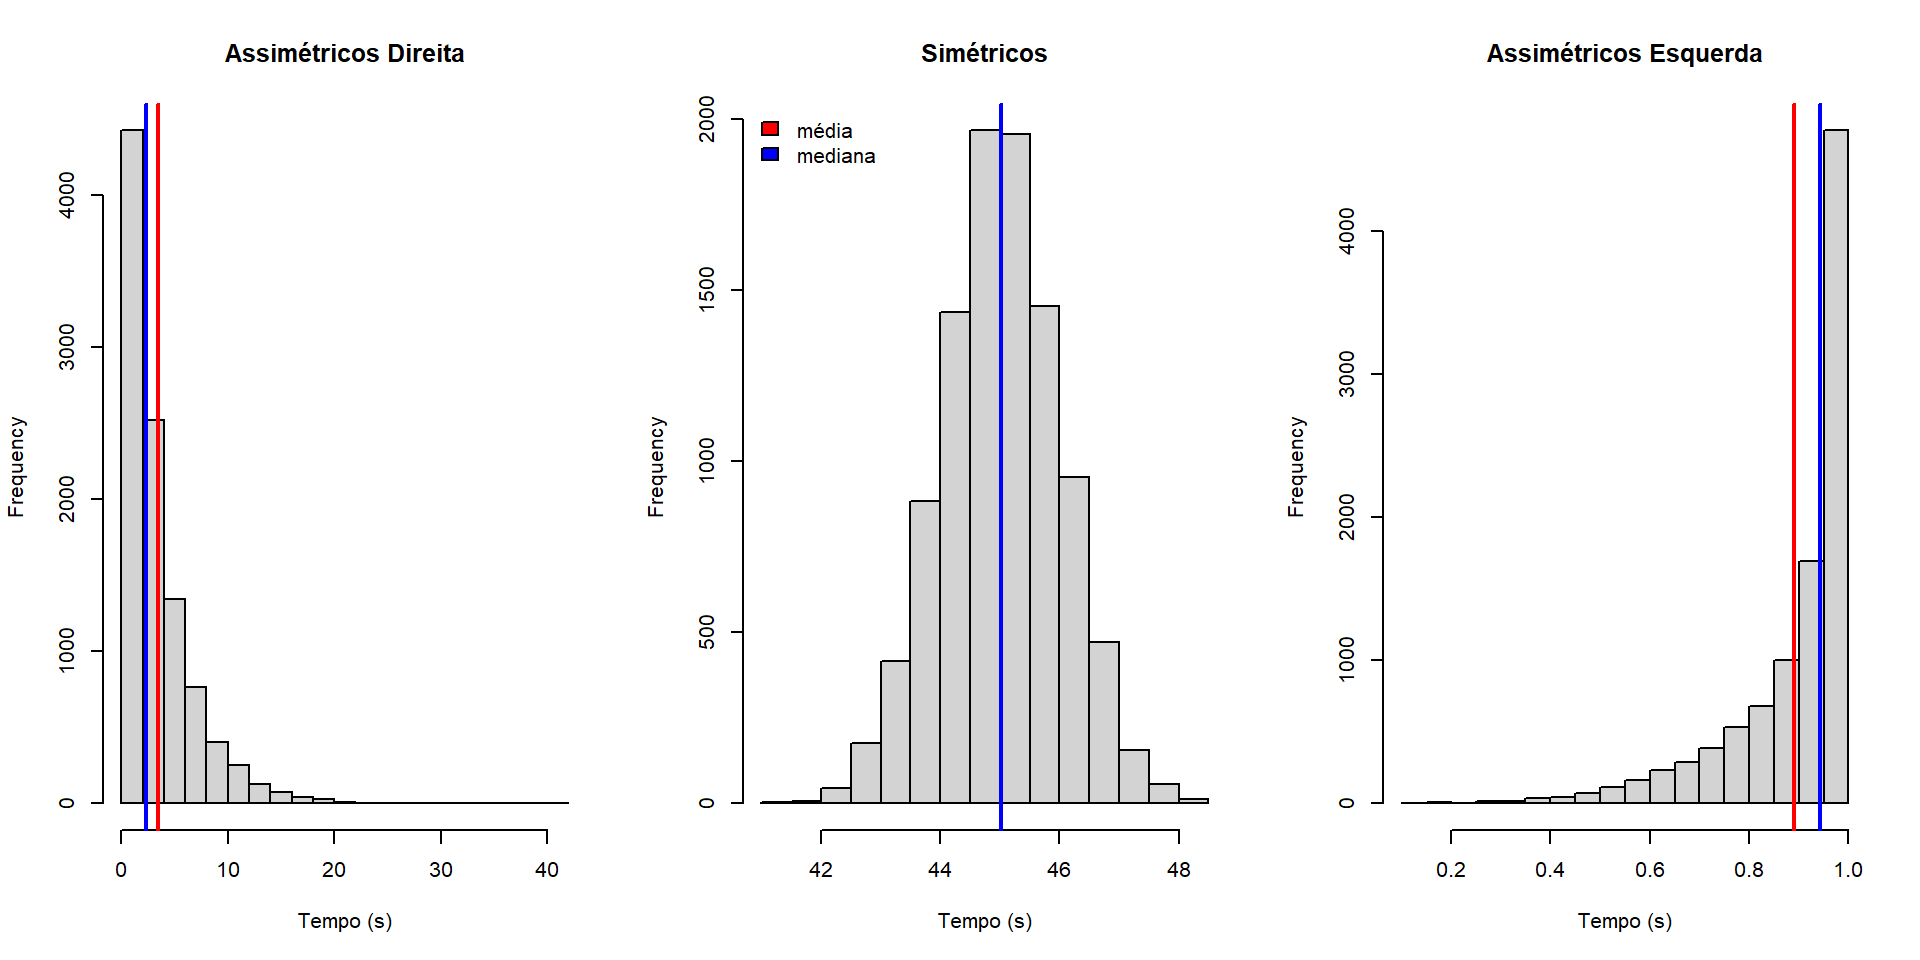 Assimétricos Direita
Frequency
4000
3000
2000
1000
0
0 10 20 30 40
Tempo (s)
Simétricos
média
mediana
Frequency
2000
1500
1000
500
0
42 44 46 48
Tempo (s)
Assimétricos Esquerda
Frequency
4000
3000
2000
1000
0
0.2 0.4 0.6 0.8 1.0
Tempo (s)